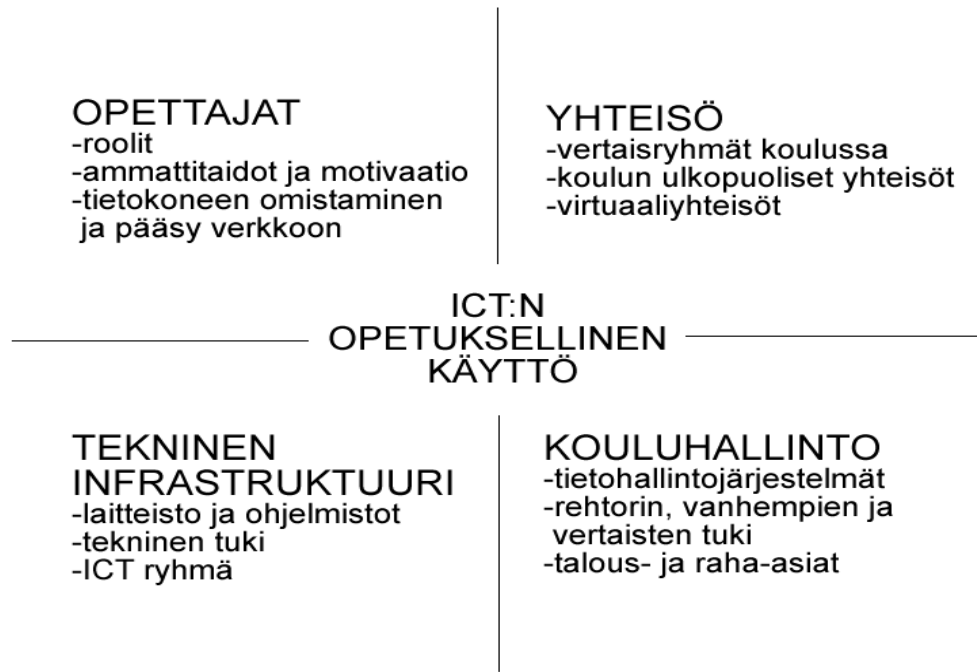 OPETTAJAT
-roolit
-ammattitaidot ja motivaatio
-tietokoneen omistaminen
ja pääsy verkkoon
YHTEISÖ
-vertaisryhmät koulussa
-koulun ulkopuoliset yhteisöt
-virtuaaliyhteisöt
ICT:N
OPETUKSELLINEN
KÄYTTÖ
TEKNINEN
INFRASTRUKTUURI
-laitteisto ja ohjelmistot
-tekninen tuki
-ICT ryhmä
KOULUHALLINTO
-tietohallintojärjestelmät
-rehtorin, vanhempien ja
vertaisten tuki
-talous- ja raha-asiat